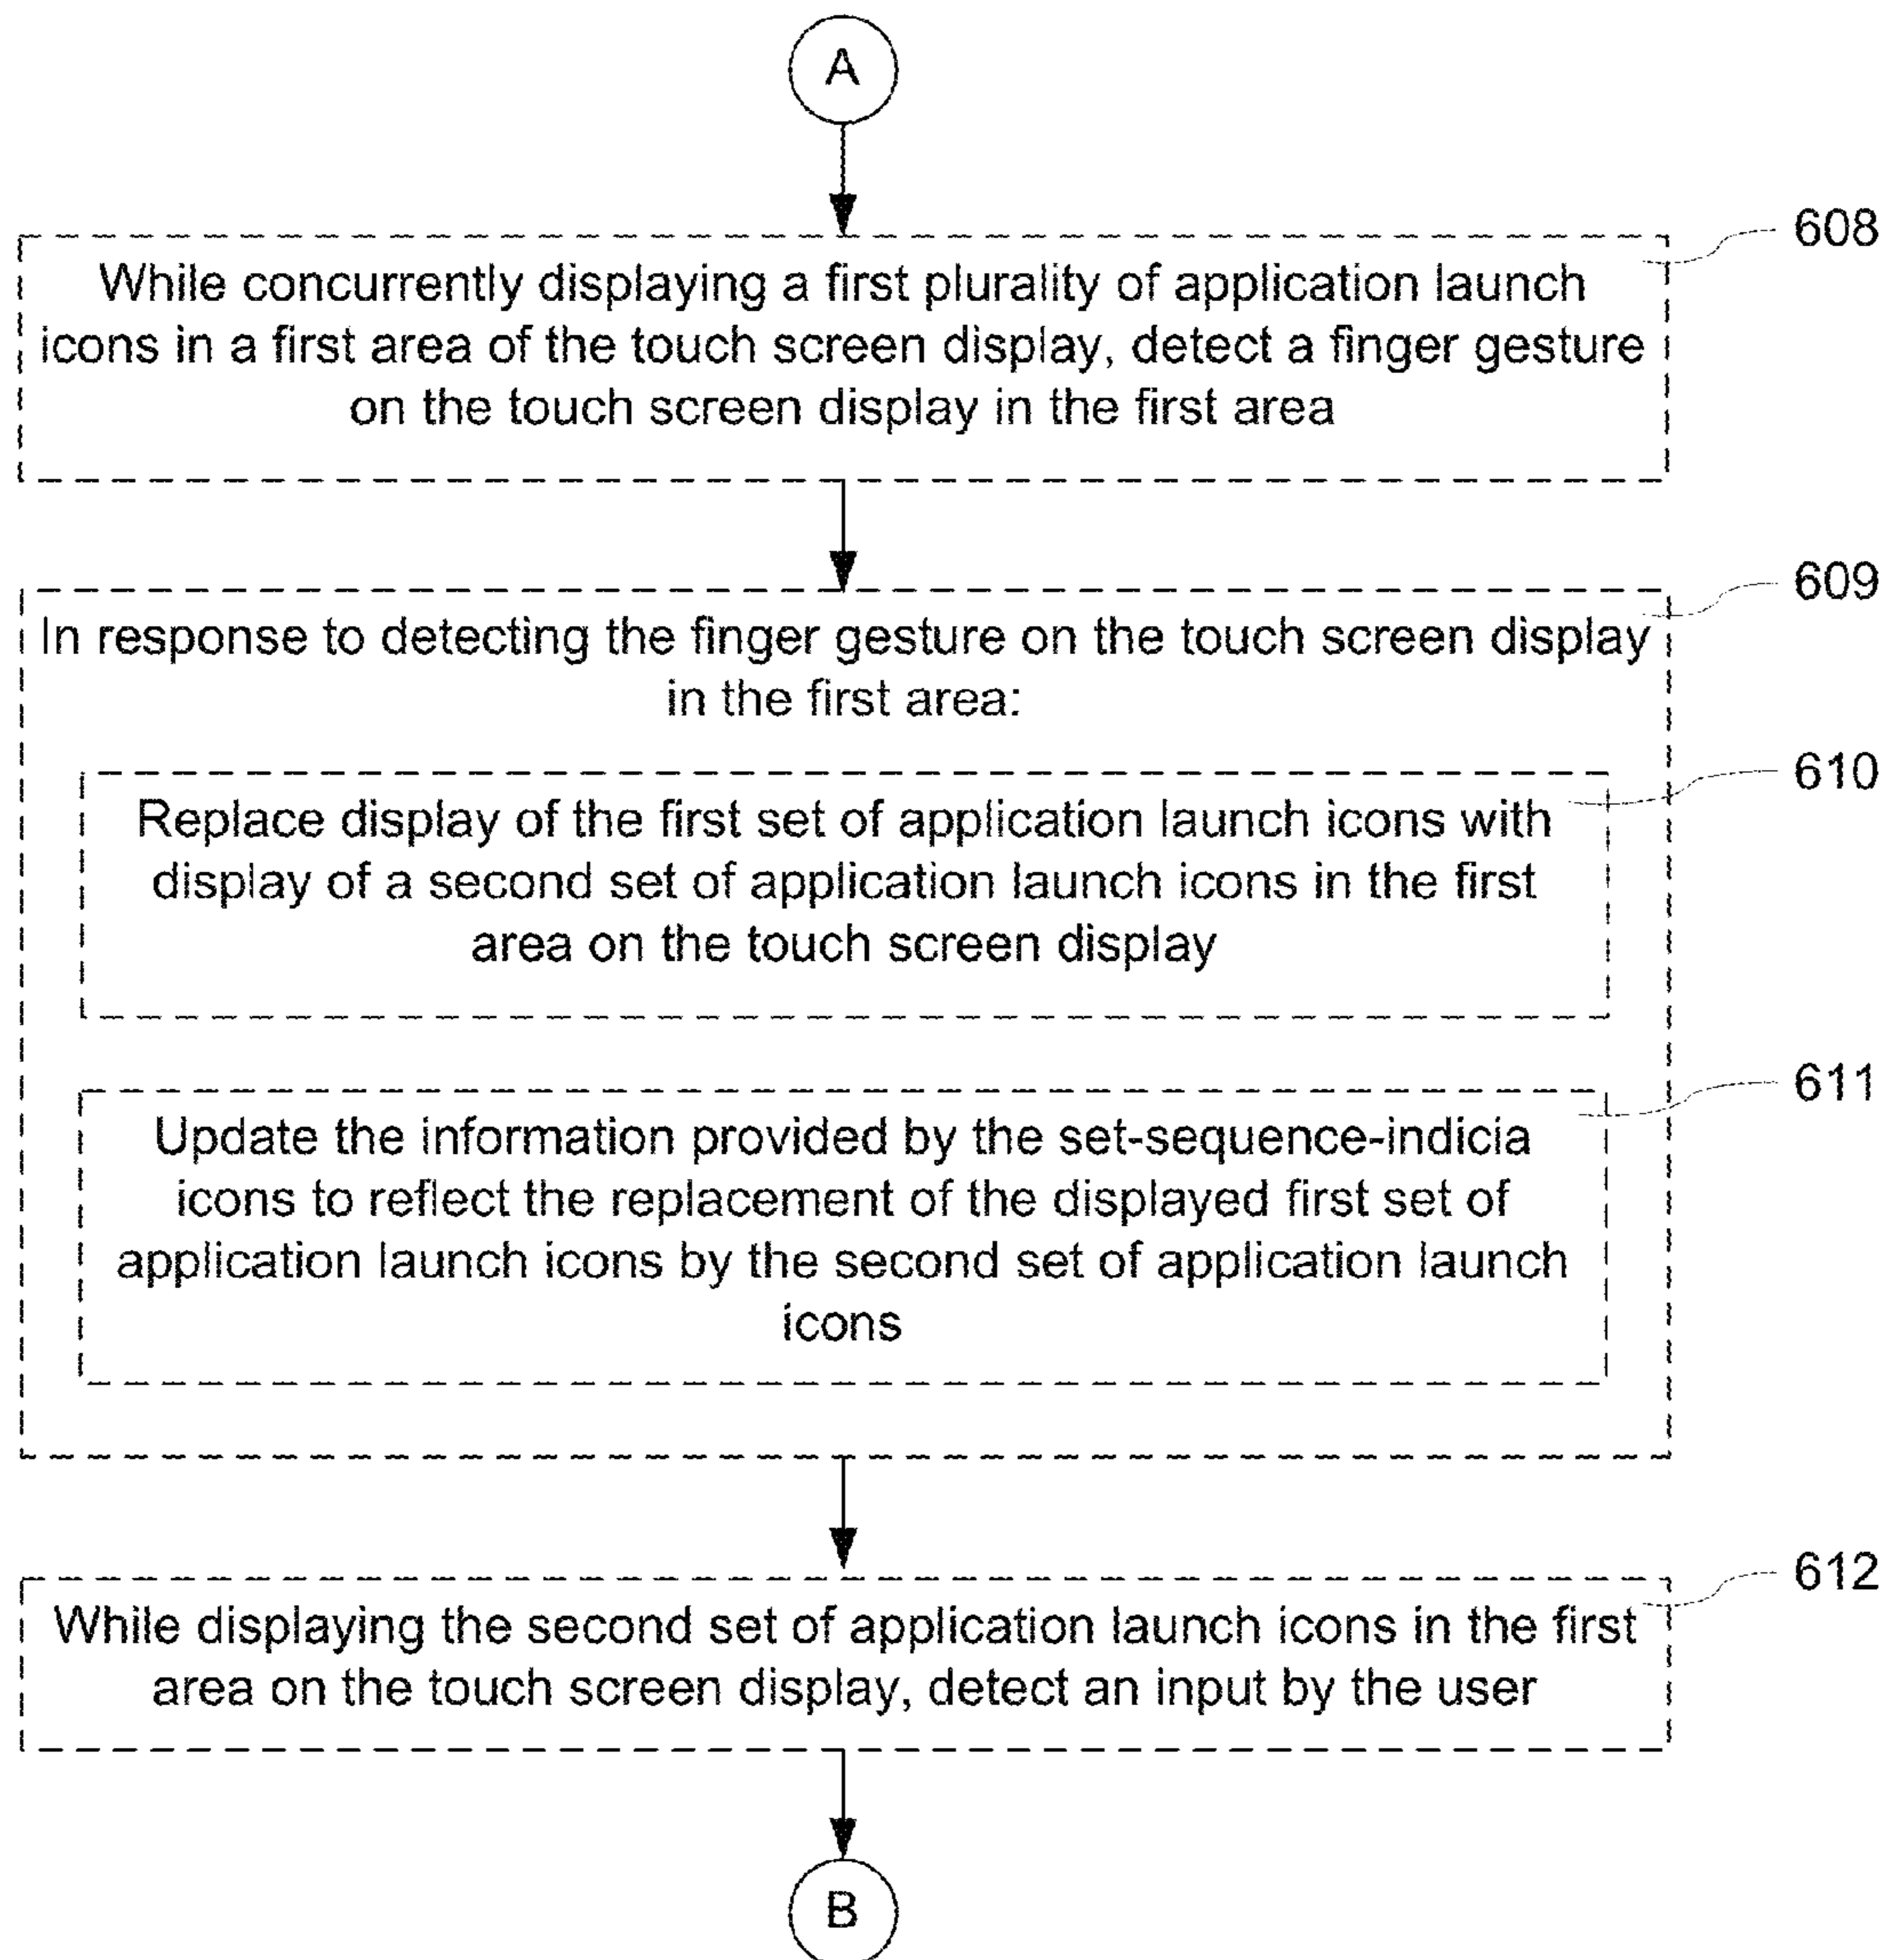 A
608
While concurrently displaying a first plurality of application launch
icons in a first area of the touch screen display, detect a finger gesture
on the touch screen display in the first area
609
In response to detecting the finger gesture on the touch screen display
in the first area:
610
Replace display of the first set of application launch icons with
display of a second set of application launch icons in the first
area on the touch screen display
611
Update the information provided by the set-sequence-indicia
icons to reflect the replacement of the displayed first set of
application launch icons by the second set of application launch
icons
612
While displaying the second set of application launch icons in the first
area on the touch screen display, detect an input by the user
B